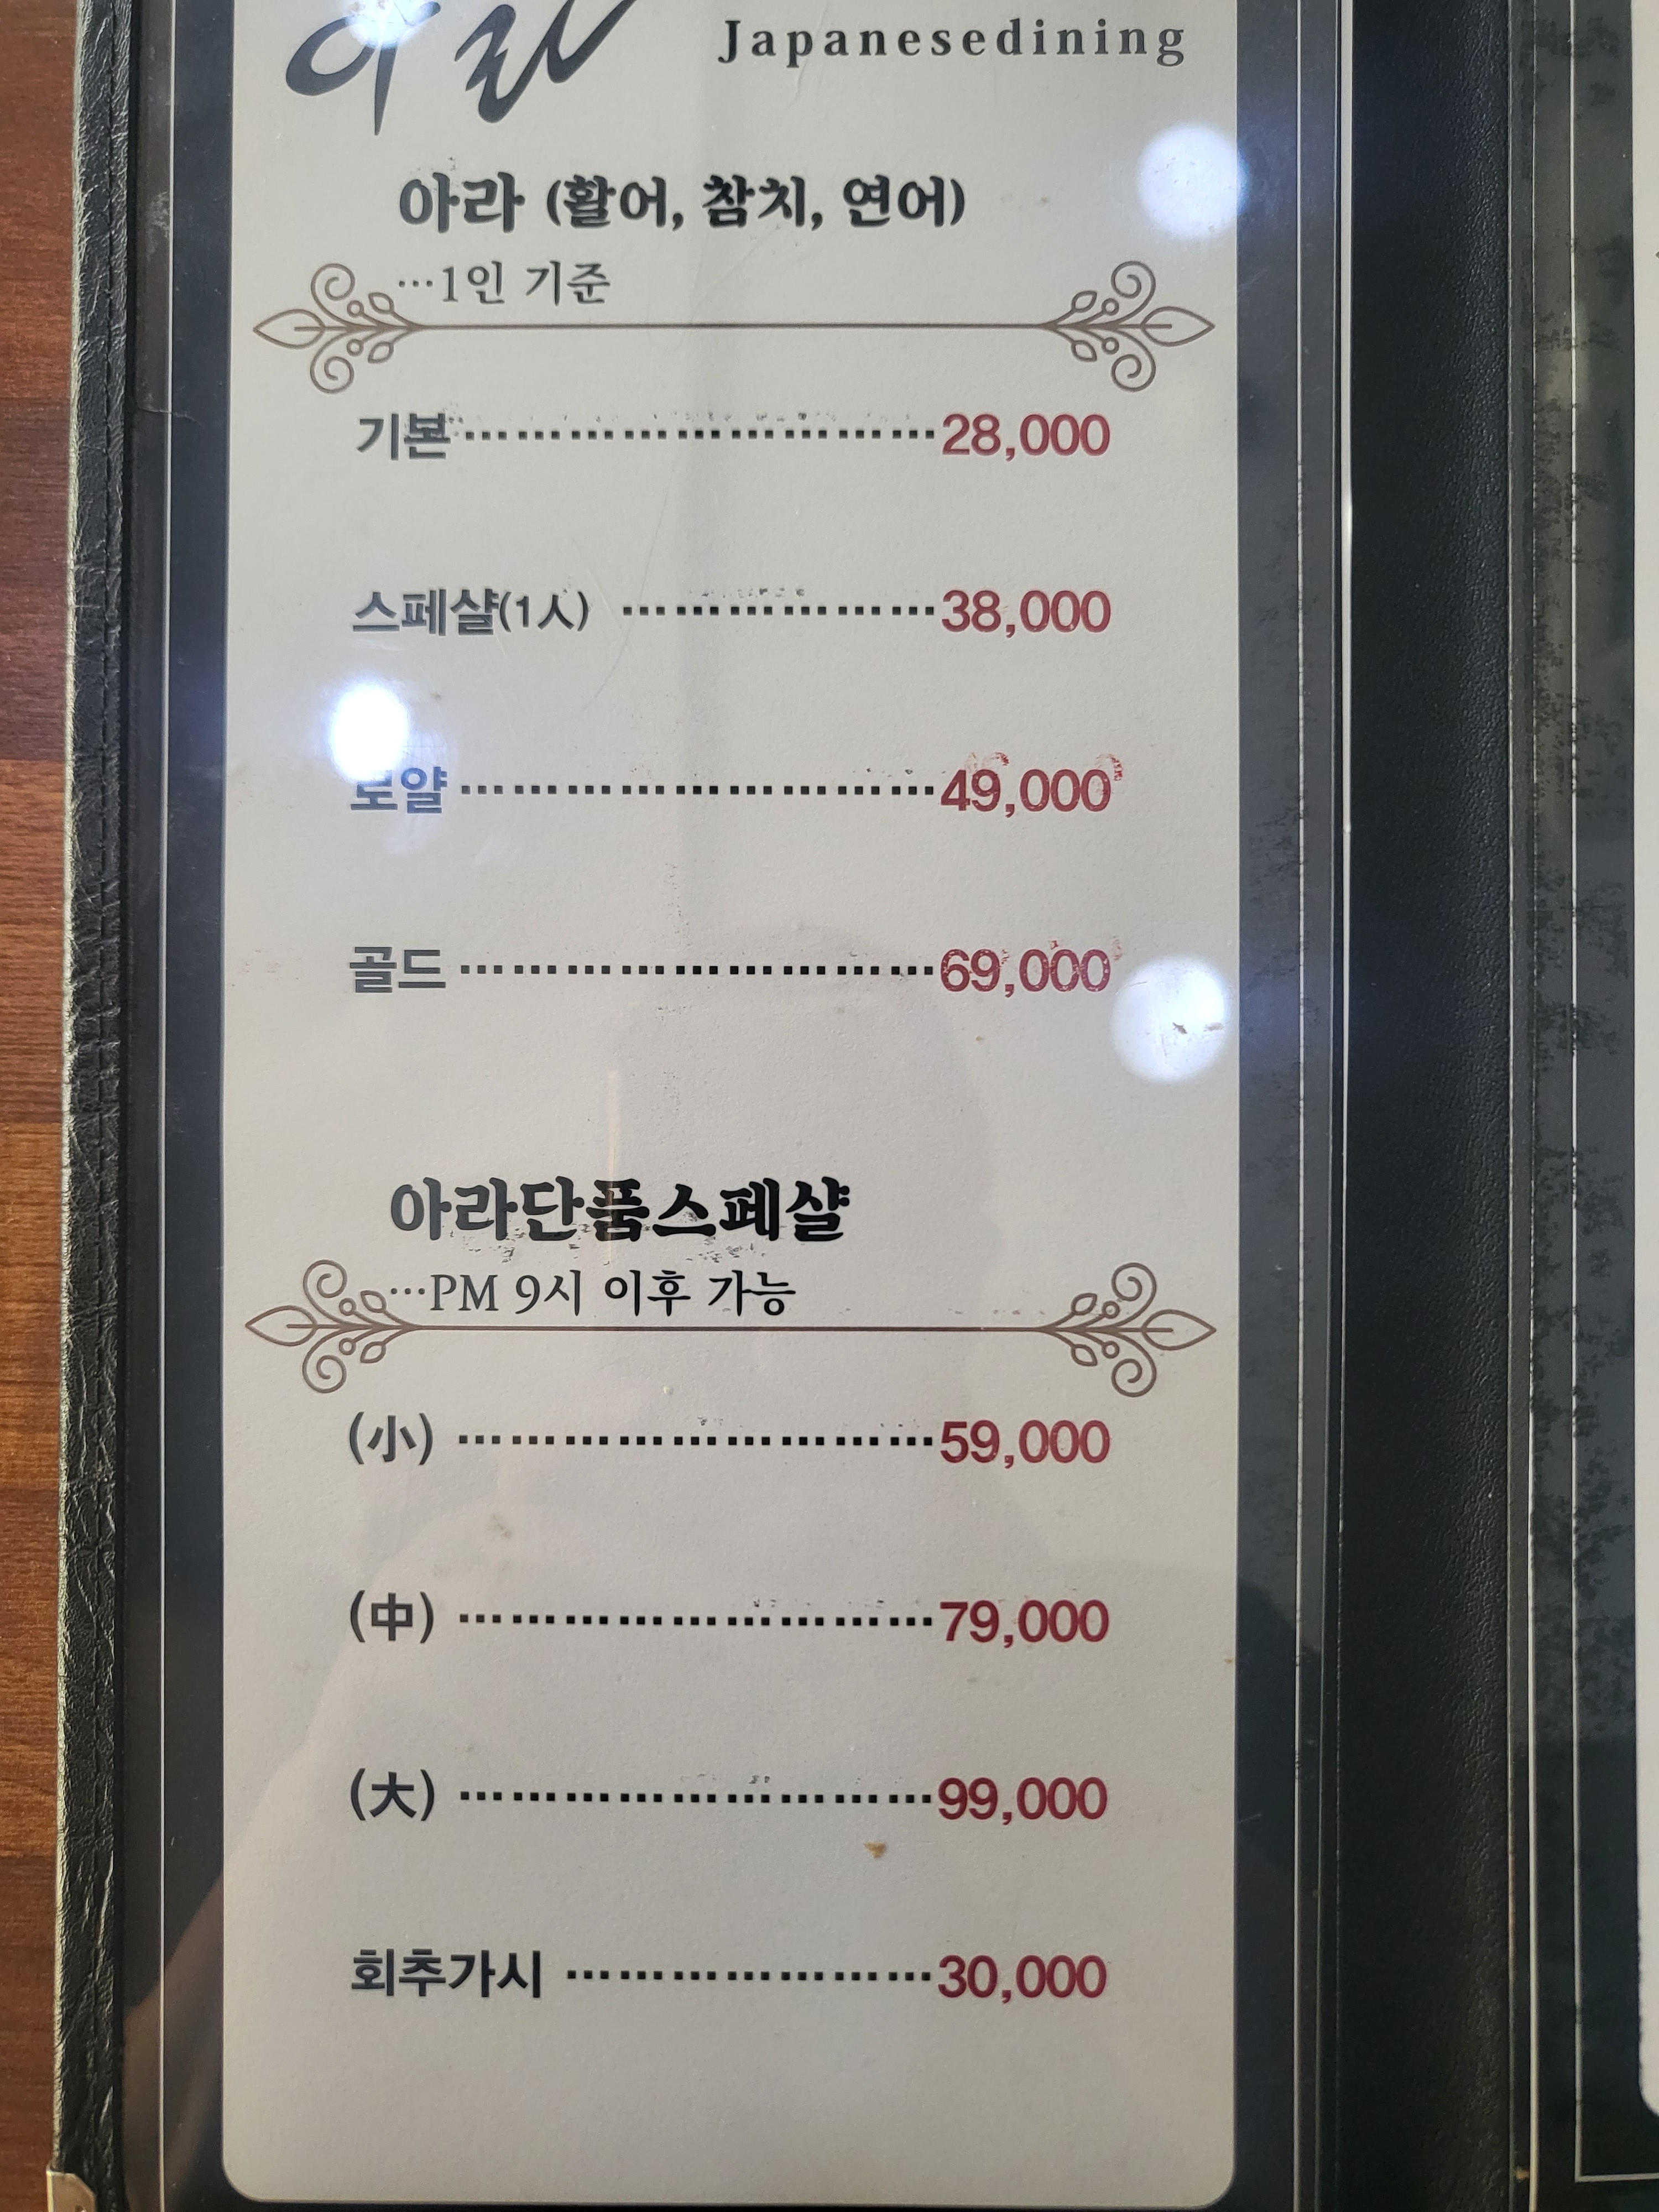 아라 Japanesedining
아라 (활어, 참치, 연어)
…1인 기준
기본…………………………28,000
스페샬(1人) …………………28,000
로얄…………………………49,000
골드…………………………69,000
아라단품스페샬
…PM 9시 이후 가능
(小) …………………………59,000
(中) …………………………79,000
(大) …………………………99,000
회추가시 ……………………30,000